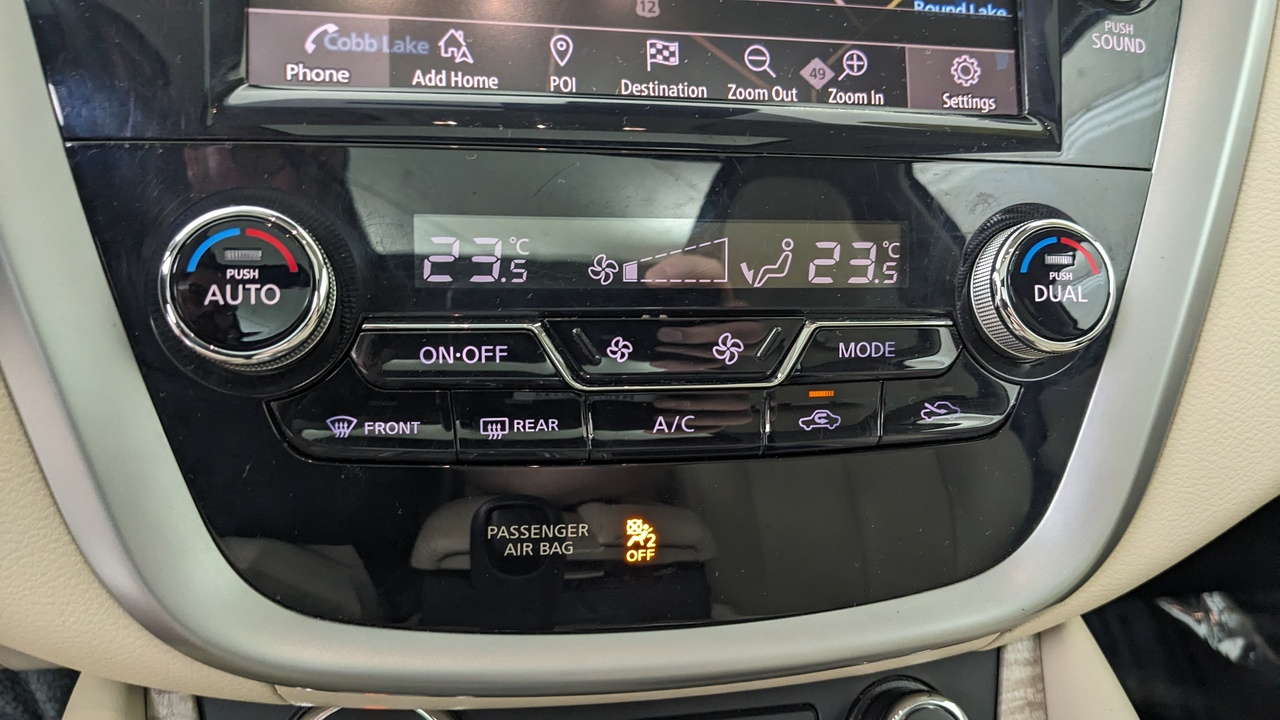 12
Round Lake
PUSH
SOUND
Cobb Lake
Phone
Add Home
POI
Destination
Zoom Out
49
Zoom In
Settings
PUSH
AUTO
23.5°C
23.5°C
PUSH
DUAL
ON·OFF
MODE
FRONT
REAR
A/C
PASSENGER
AIR BAG
2
OFF